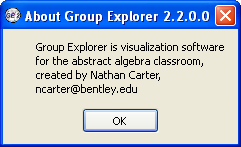 About Group Explorer 2.2.0.0
Group Explorer is visualization software
for the abstract algebra classroom,
created by Nathan Carter,
ncarter@bentley.edu
OK